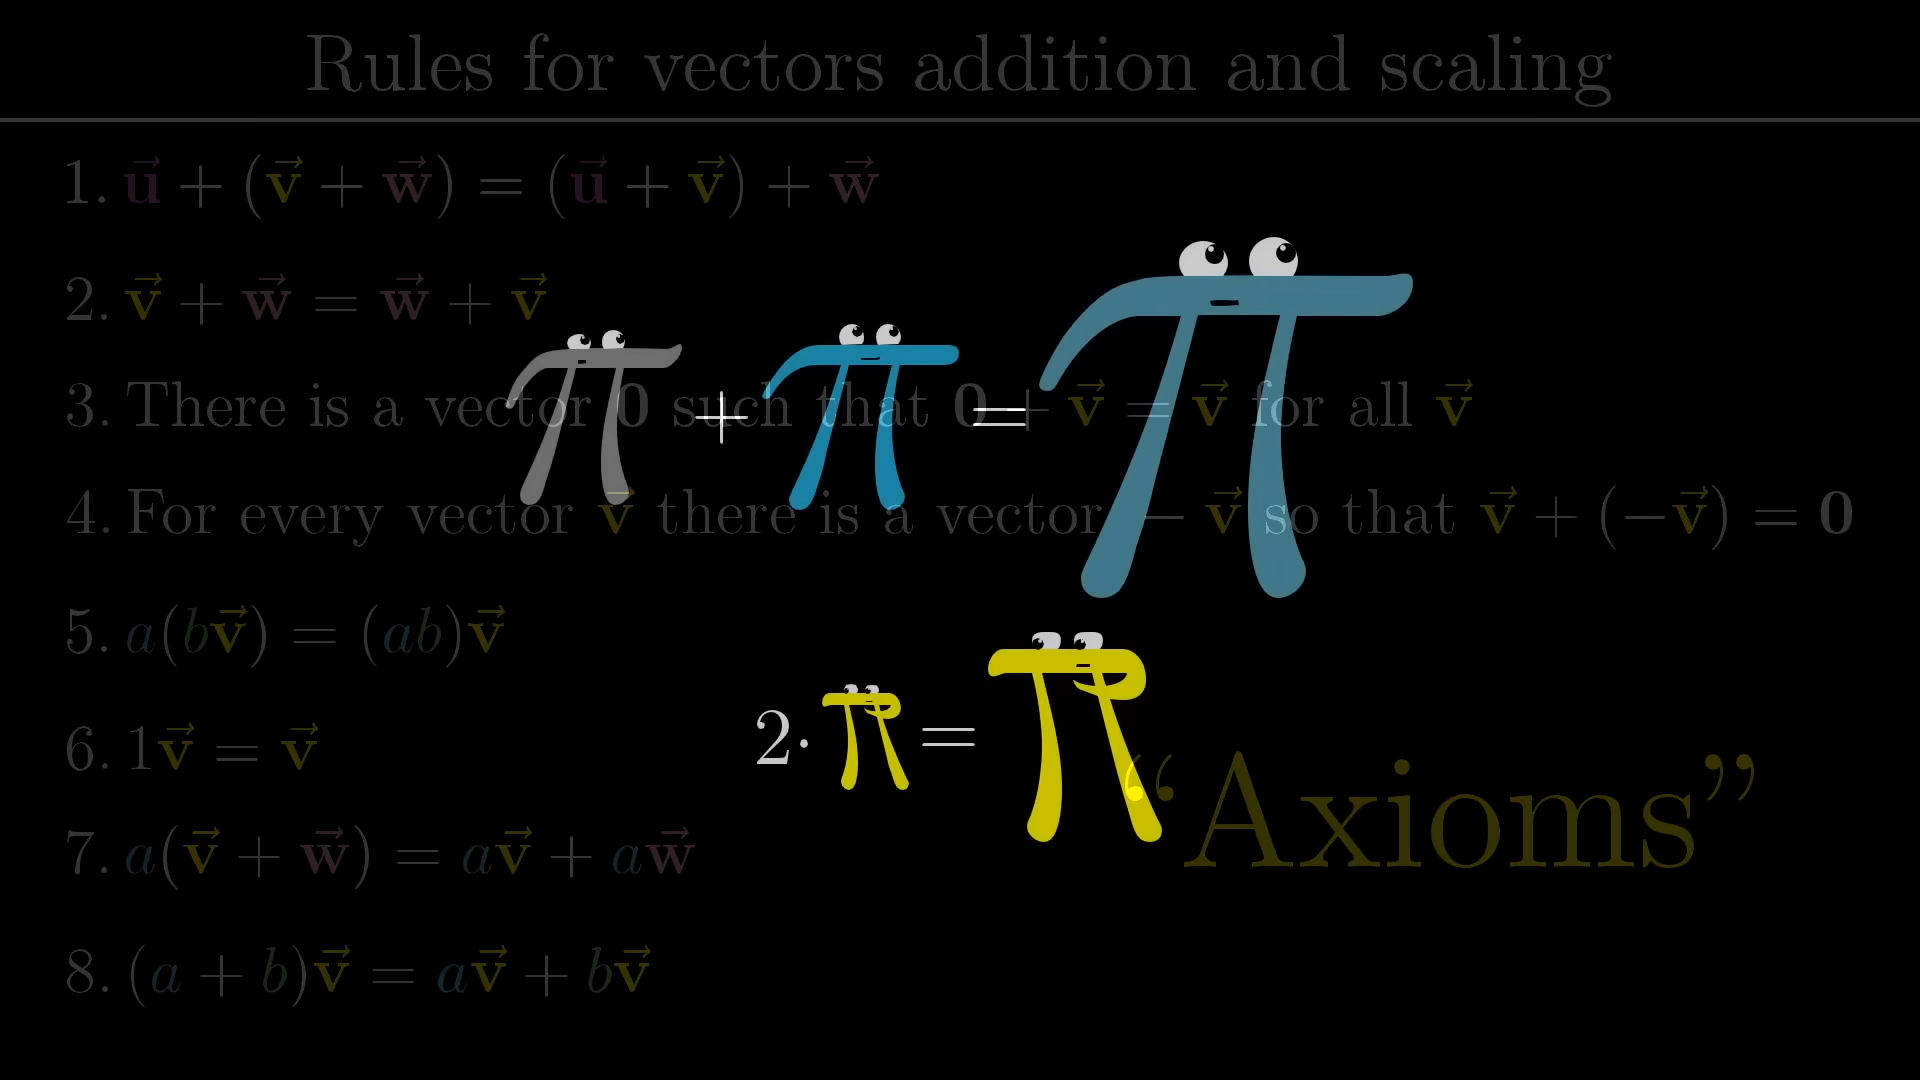 Rules for vectors addition and scaling
1. u⃗ + (v⃗ + w⃗) = (u⃗ + v⃗) + w⃗
2. v⃗ + w⃗ = w⃗ + v⃗
3. There is a vector 0 such that 0 + v⃗ = v⃗ for all v⃗
+ =
4. For every vector v⃗ there is a vector − v⃗ so that v⃗ + (−v⃗) = 0
5. a(bv⃗) = (ab)v⃗
6. 1v⃗ = v⃗
2· =
“Axioms”
7. a(v⃗ + w⃗) = av⃗ + aw⃗
8. (a + b)v⃗ = av⃗ + bv⃗